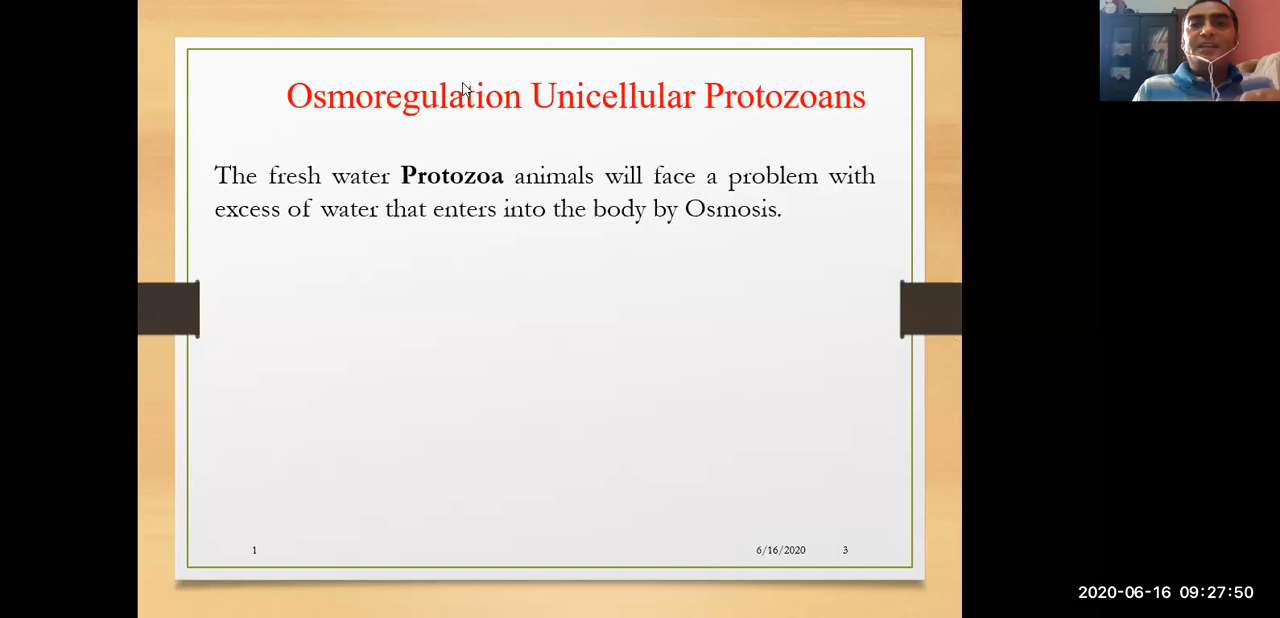 Osmoregulation Unicellular Protozoans
The fresh water Protozoa animals will face a problem with
excess of water that enters into the body by Osmosis.
1
6/16/2020
3
2020-06-16 09:27:50